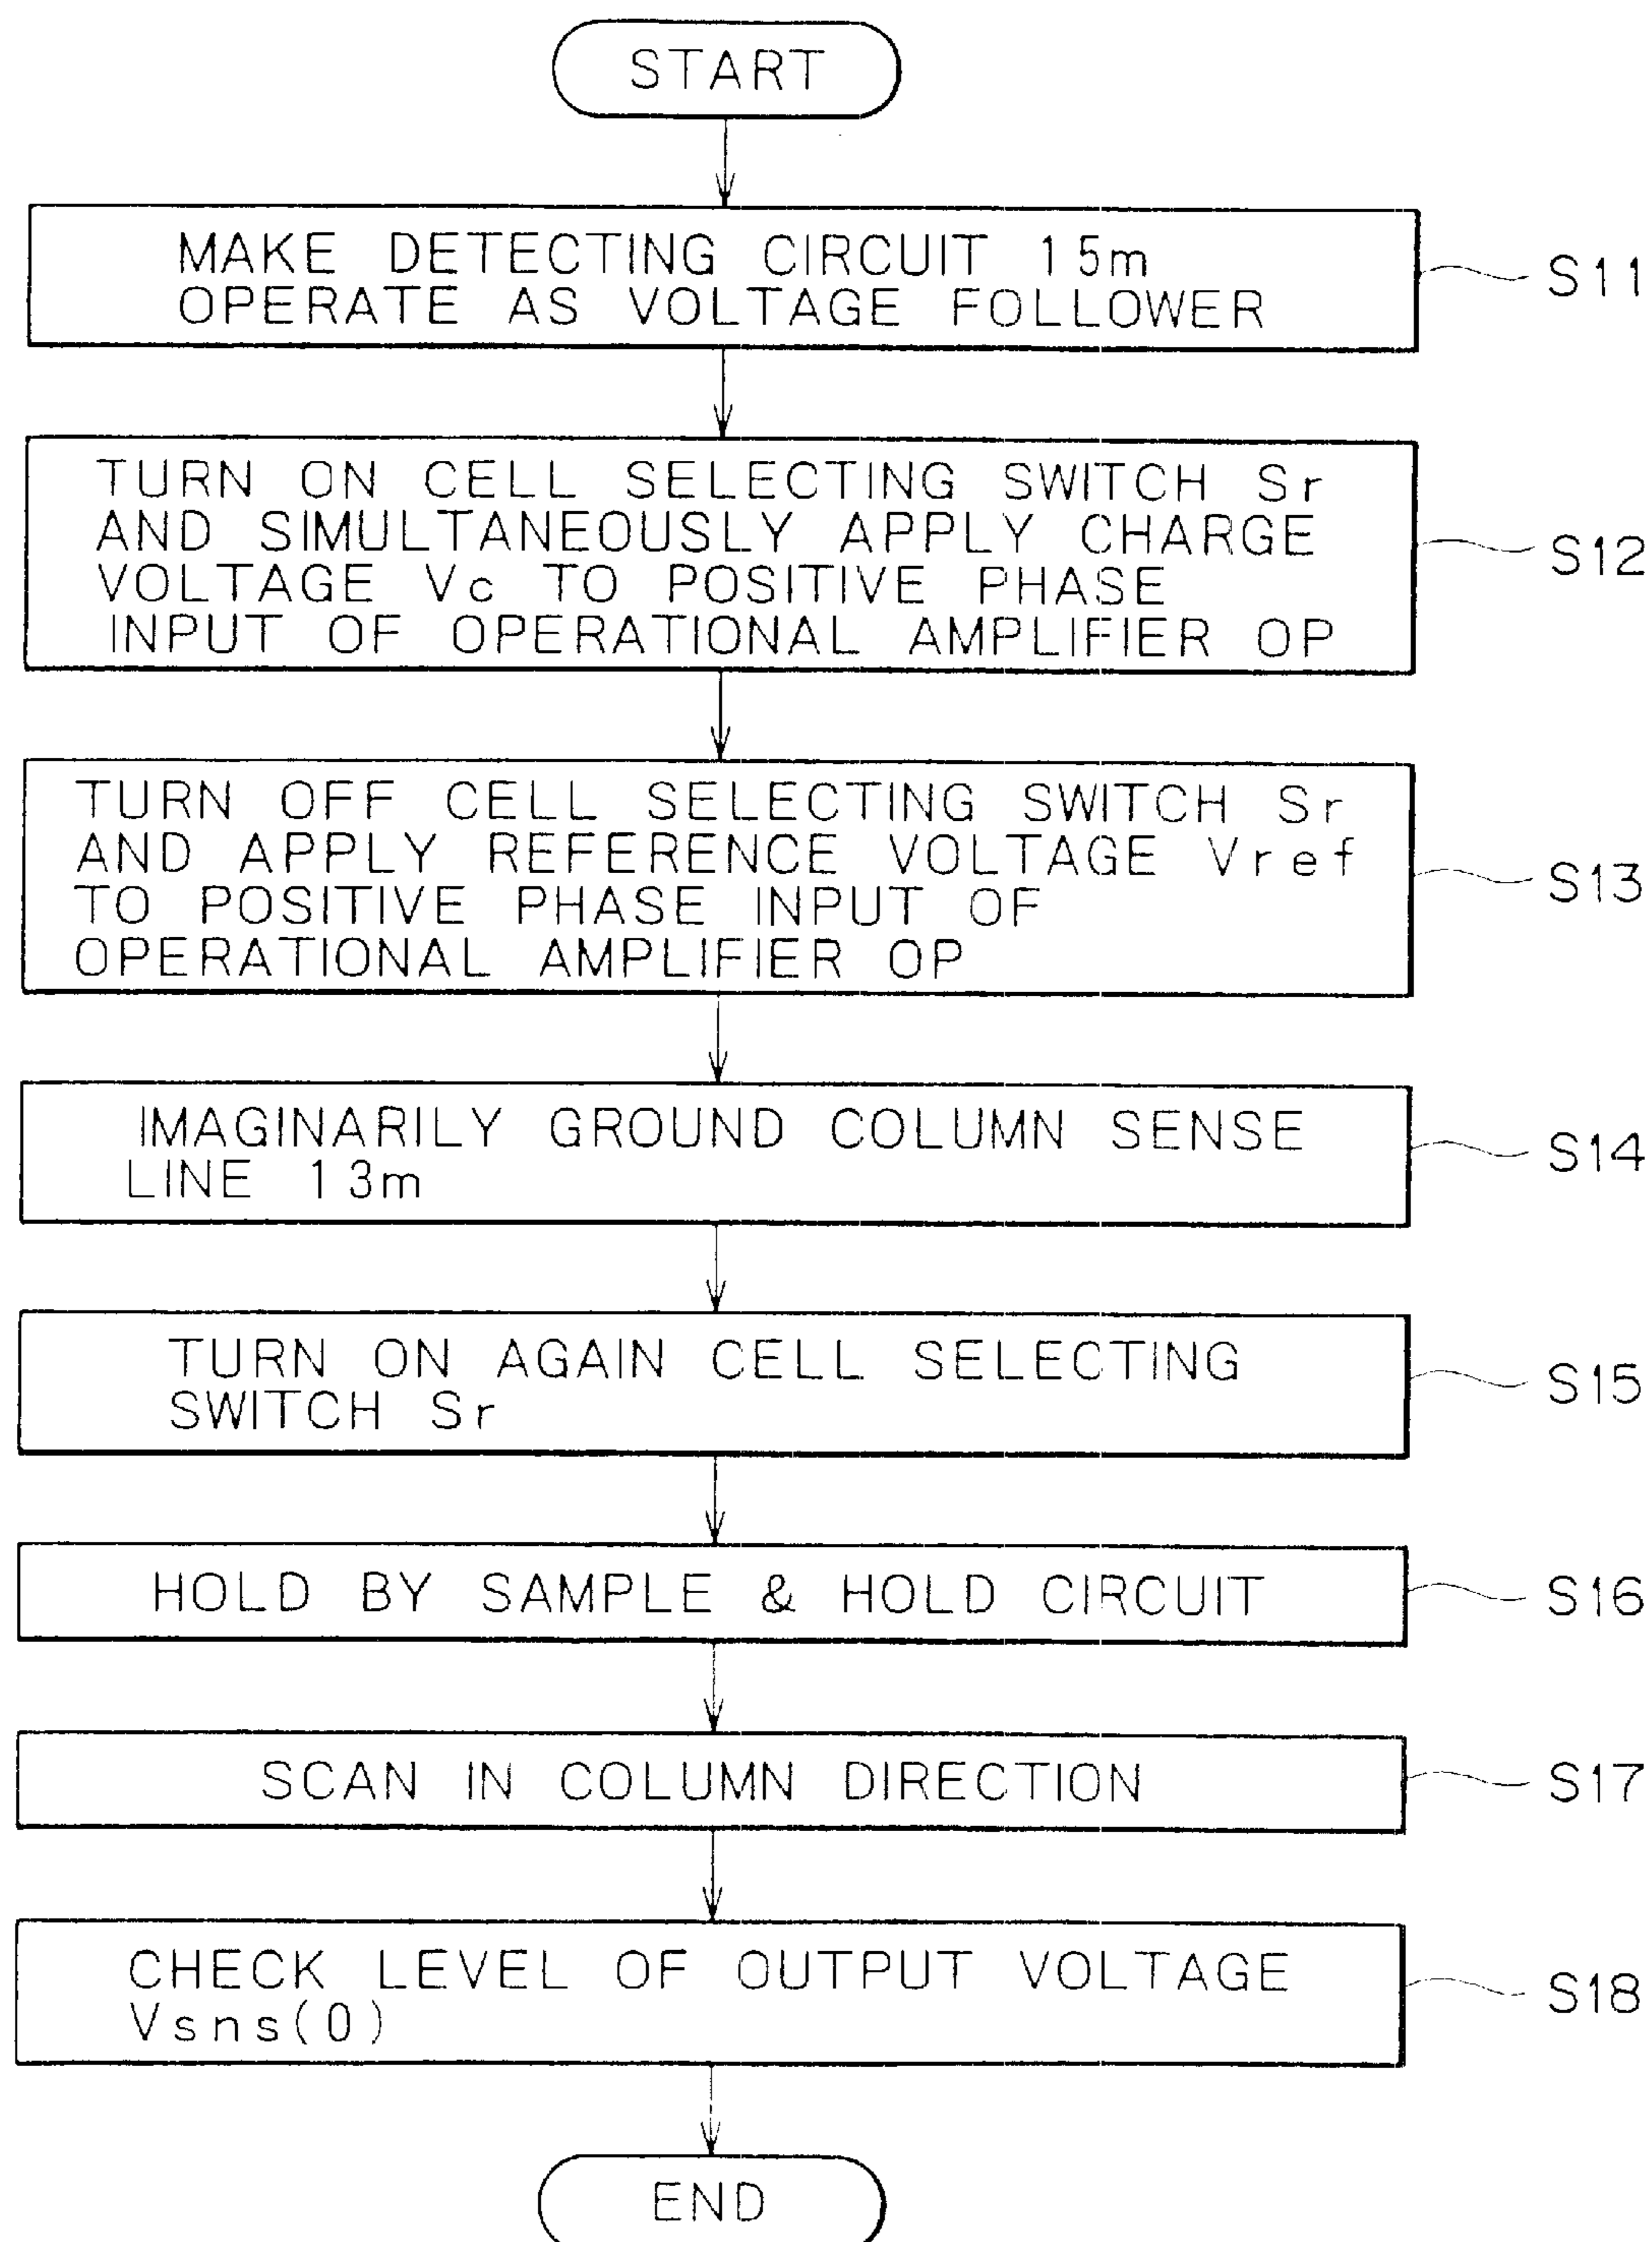 START
MAKE DETECTING CIRCUIT 15m
OPERATE AS VOLTAGE FOLLOWER
S11
TURN ON CELL SELECTING SWITCH Sr
AND SIMULTANEOUSLY APPLY CHARGE
VOLTAGE Vc TO POSITIVE PHASE
INPUT OF OPERATIONAL AMPLIFIER OP
S12
TURN OFF CELL SELECTING SWITCH Sr
AND APPLY REFERENCE VOLTAGE Vref
TO POSITIVE PHASE INPUT OF
OPERATIONAL AMPLIFIER OP
S13
IMAGINARILY GROUND COLUMN SENSE
LINE 13m
S14
TURN ON AGAIN CELL SELECTING
SWITCH Sr
S15
HOLD BY SAMPLE & HOLD CIRCUIT
S16
SCAN IN COLUMN DIRECTION
S17
CHECK LEVEL OF OUTPUT VOLTAGE
Vsns(0)
S18
END